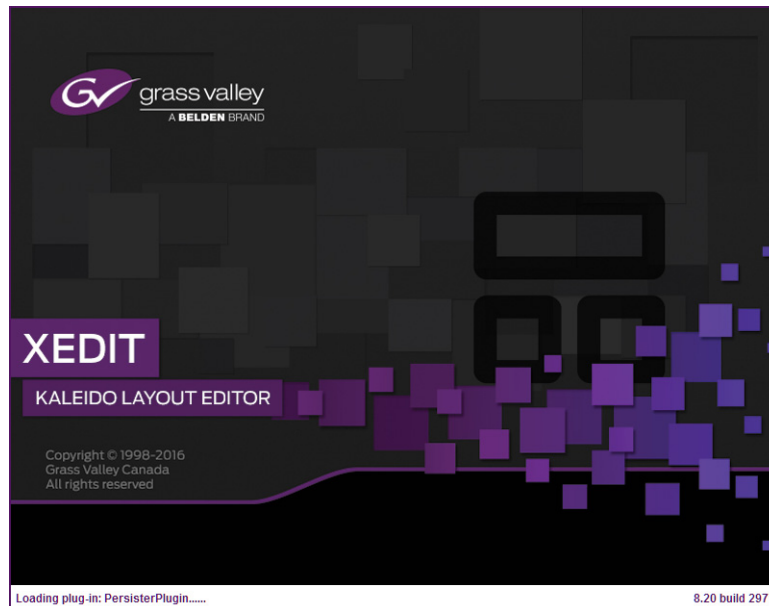 GV grass valley
A BELDEN BRAND
XEDIT
KALEIDO LAYOUT EDITOR
Copyright © 1998-2016
Grass Valley Canada
All rights reserved
Loading plug-in: PersisterPlugin...... 8.20 build 297